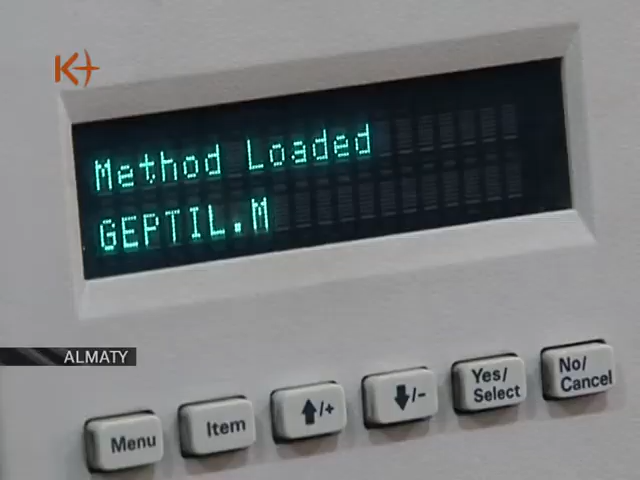 K+
Method Loaded
GEPTIL.M
ALMATY
Menu
Item
⬆/+
⬇/-
Yes/
Select
No/
Cancel